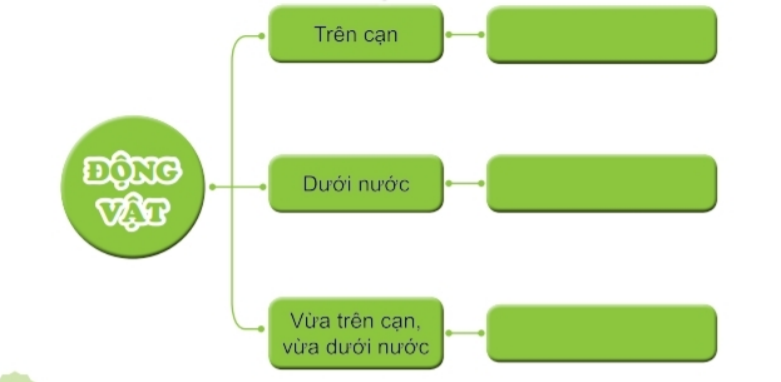 Trên cạn
ĐỘNG
VẬT
Dưới nước
Vừa trên cạn,
vừa dưới nước